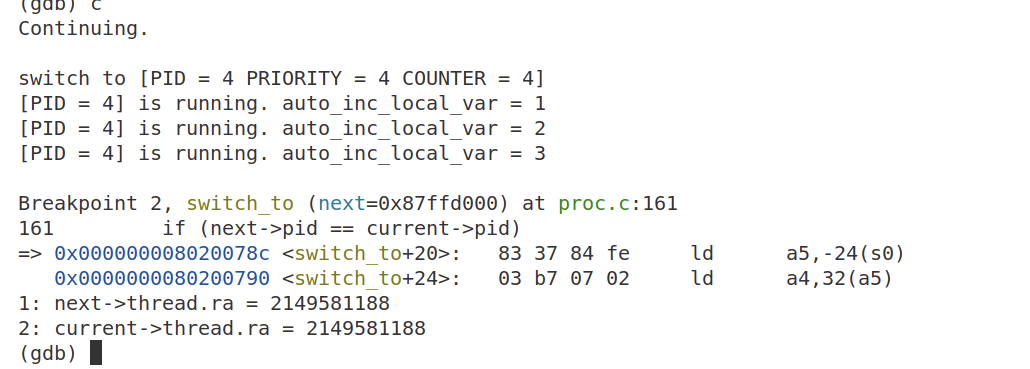 (gdb) c
Continuing.
switch to [PID = 4 PRIORITY = 4 COUNTER = 4]
[PID = 4] is running. auto_inc_local_var = 1
[PID = 4] is running. auto_inc_local_var = 2
[PID = 4] is running. auto_inc_local_var = 3
Breakpoint 2, switch_to (next=0x87ffd000) at proc.c:161
161         if (next->pid == current->pid)
=> 0x000000008020078c <switch_to+20>:   83 37 84 fe     ld      a5,-24(s0)
   0x0000000080200790 <switch_to+24>:   03 b7 07 02     ld      a4,32(a5)
1: next->thread.ra = 2149581188
2: current->thread.ra = 2149581188
(gdb)